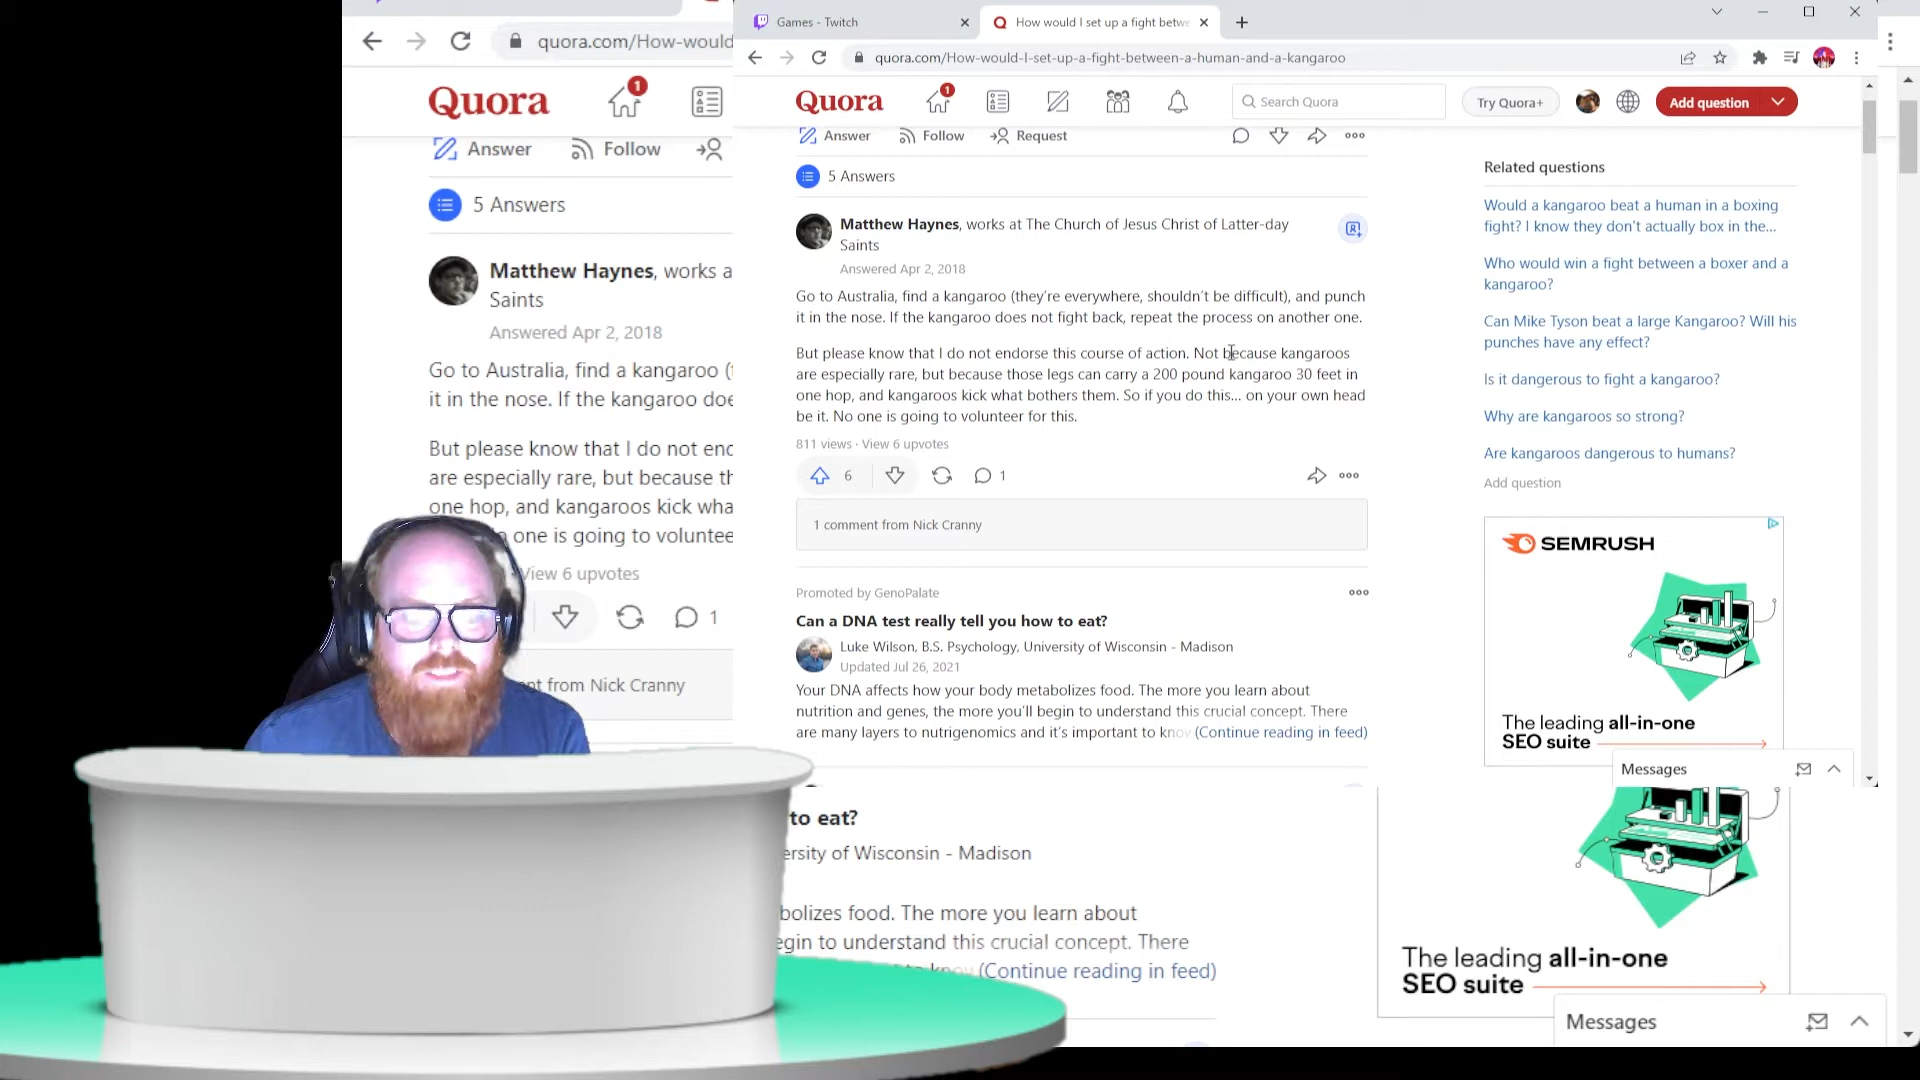 Games - Twitch
How would I set up a fight betwe
quora.com/How-would
quora.com/How-would-I-set-up-a-fight-between-a-human-and-a-kangaroo
Quora
1
Answer
Follow
5 Answers
Matthew Haynes, works a
Saints
Answered Apr 2, 2018
Go to Australia, find a kangaroo (t
it in the nose. If the kangaroo doe
But please know that I do not end
are especially rare, but because th
one hop, and kangaroos kick wha
one is going to voluntee
View 6 upvotes
1
nt from Nick Cranny
Quora
1
Search Quora
Try Quora+
Add question
Answer
Follow
Request
5 Answers
Matthew Haynes, works at The Church of Jesus Christ of Latter-day
Saints
Answered Apr 2, 2018
Go to Australia, find a kangaroo (they're everywhere, shouldn't be difficult), and punch
it in the nose. If the kangaroo does not fight back, repeat the process on another one.
But please know that I do not endorse this course of action. Not because kangaroos
are especially rare, but because those legs can carry a 200 pound kangaroo 30 feet in
one hop, and kangaroos kick what bothers them. So if you do this... on your own head
be it. No one is going to volunteer for this.
811 views · View 6 upvotes
6
1
1 comment from Nick Cranny
Promoted by GenoPalate
Can a DNA test really tell you how to eat?
Luke Wilson, B.S. Psychology, University of Wisconsin - Madison
Updated Jul 26, 2021
Your DNA affects how your body metabolizes food. The more you learn about
nutrition and genes, the more you'll begin to understand this crucial concept. There
are many layers to nutrigenomics and it's important to know (Continue reading in feed)
Related questions
Would a kangaroo beat a human in a boxing
fight? I know they don't actually box in the...
Who would win a fight between a boxer and a
kangaroo?
Can Mike Tyson beat a large Kangaroo? Will his
punches have any effect?
Is it dangerous to fight a kangaroo?
Why are kangaroos so strong?
Are kangaroos dangerous to humans?
Add question
SEMRUSH
The leading all-in-one
SEO suite
Messages
to eat?
ersity of Wisconsin - Madison
bolizes food. The more you learn about
egin to understand this crucial concept. There
(Continue reading in feed)
The leading all-in-one
SEO suite
Messages